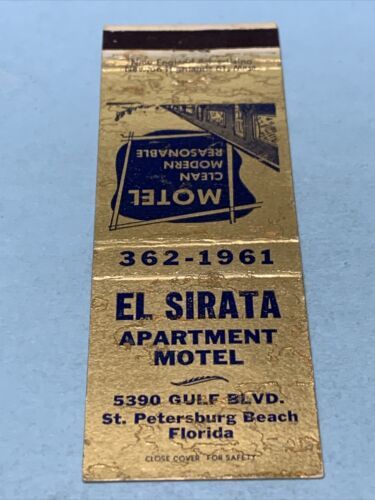 MOTEL
CLEAN
MODERN
REASONABLE
362-1961
EL SIRATA
APARTMENT
MOTEL
5390 GULF BLVD.
St. Petersburg Beach
Florida
CLOSE COVER FOR SAFETY